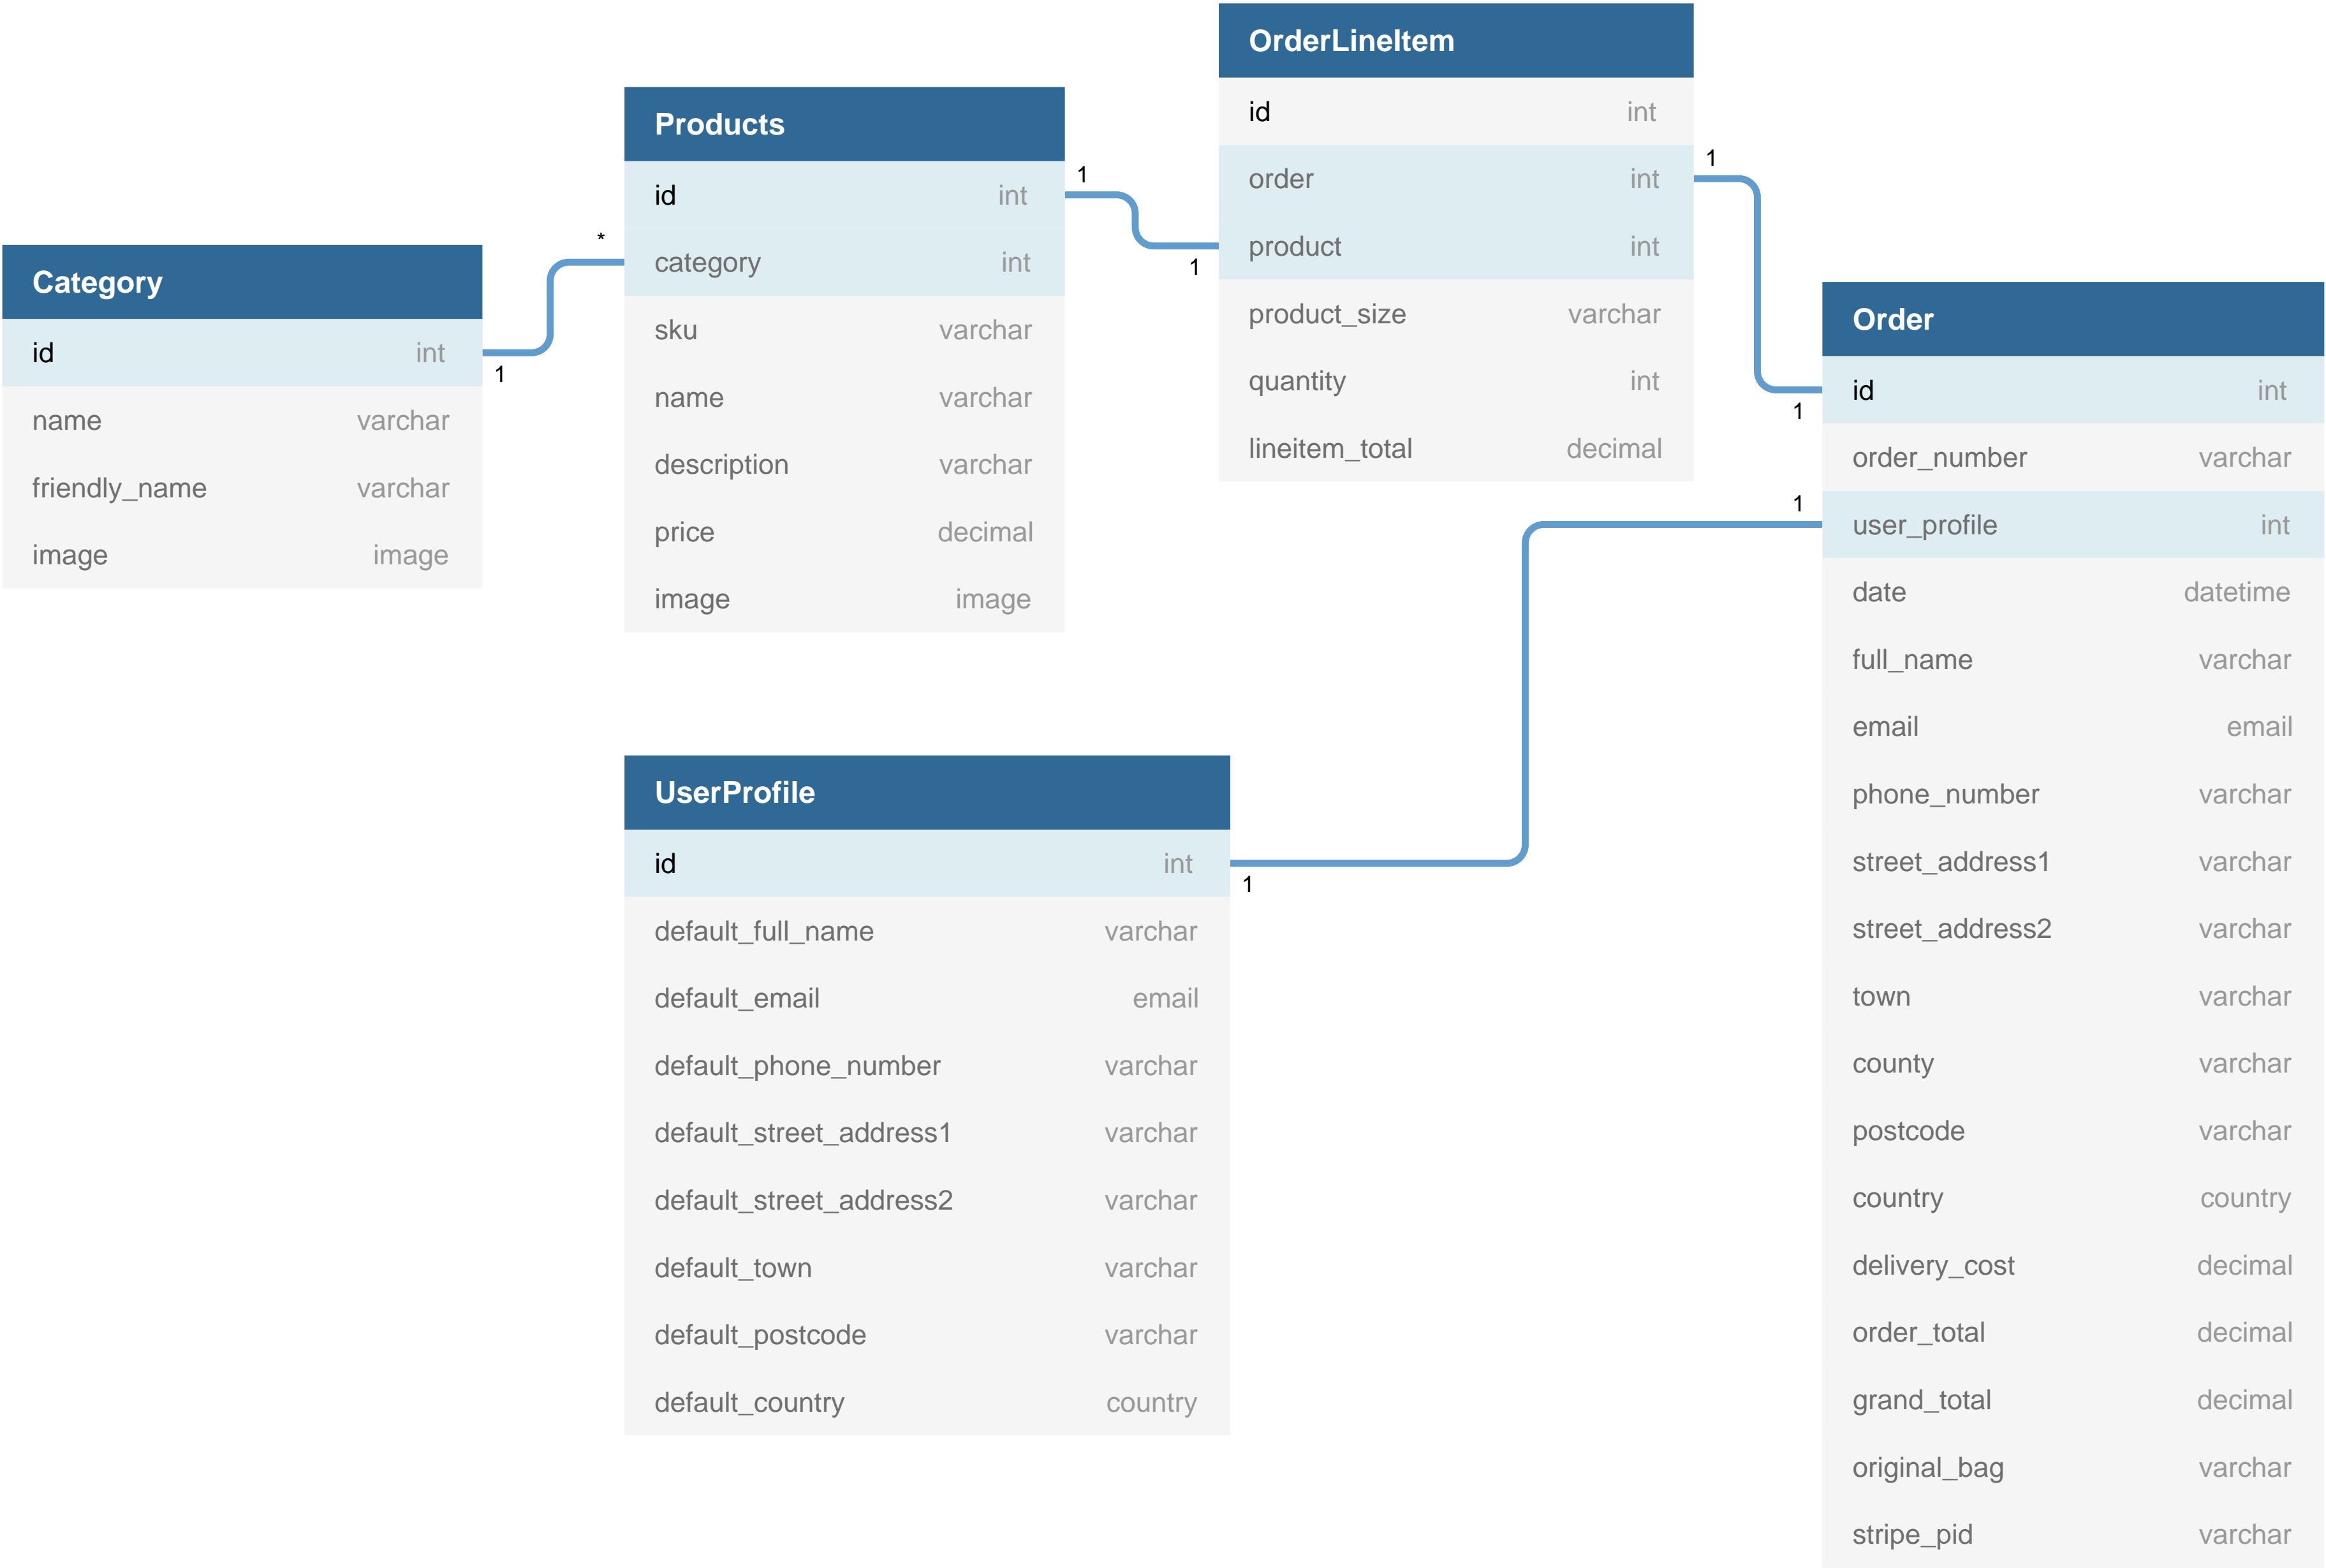 Category
id int
name varchar
friendly_name varchar
image image
1
*
Products
id int
category int
sku varchar
name varchar
description varchar
price decimal
image image
1
1
OrderLineItem
id int
order int
product int
product_size varchar
quantity int
lineitem_total decimal
1
1
Order
id int
order_number varchar
user_profile int
date datetime
full_name varchar
email email
phone_number varchar
street_address1 varchar
street_address2 varchar
town varchar
county varchar
postcode varchar
country country
delivery_cost decimal
order_total decimal
grand_total decimal
original_bag varchar
stripe_pid varchar
1
UserProfile
id int
default_full_name varchar
default_email email
default_phone_number varchar
default_street_address1 varchar
default_street_address2 varchar
default_town varchar
default_postcode varchar
default_country country
1